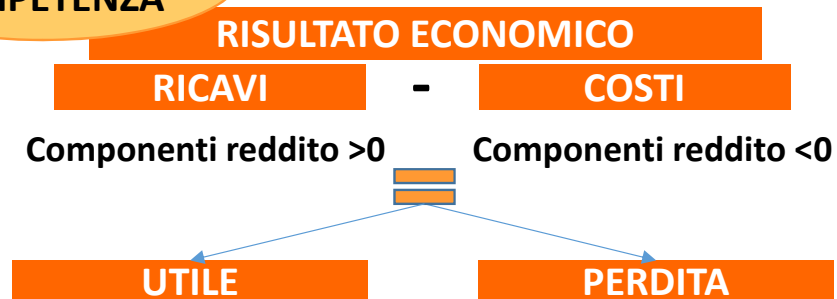 RISULTATO ECONOMICO
RICAVI - COSTI
Componenti reddito >0 Componenti reddito <0
=
UTILE PERDITA